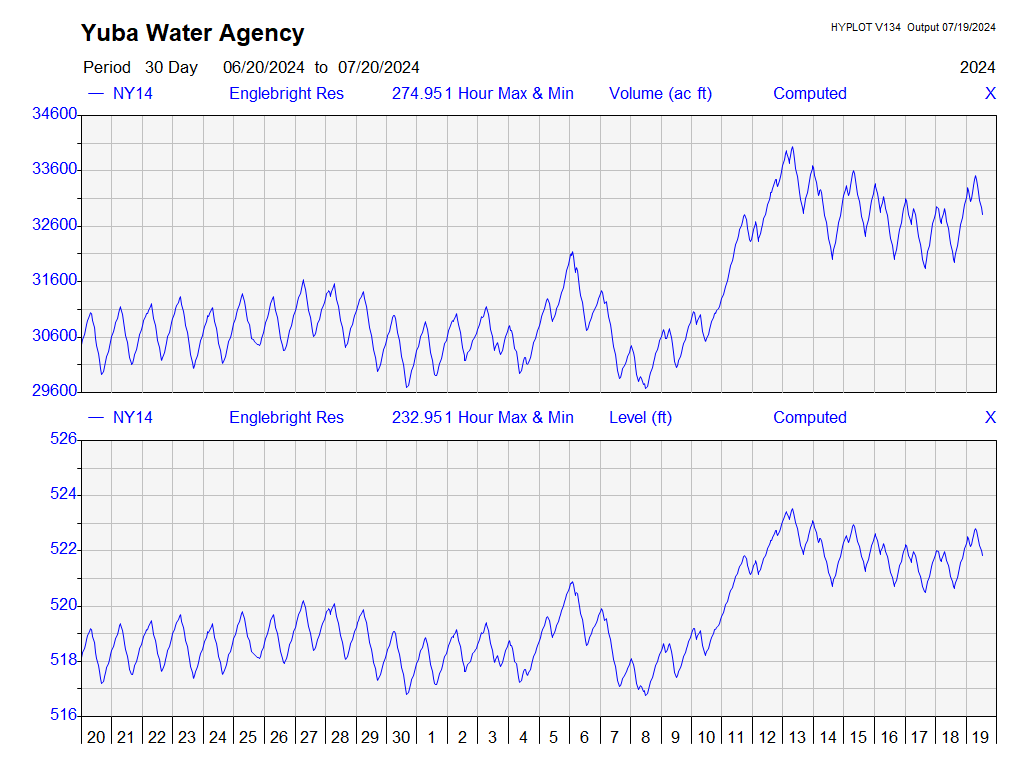 Yuba Water Agency
HYPLOT V134 Output 07/19/2024
Period 30 Day 06/20/2024 to 07/20/2024 2024
NY14 Englebright Res 274.951 Hour Max & Min Volume (ac ft) Computed X
34600
33600
32600
31600
30600
29600
NY14 Englebright Res 232.951 Hour Max & Min Level (ft) Computed X
526
524
522
520
518
516
20 21 22 23 24 25 26 27 28 29 30 1 2 3 4 5 6 7 8 9 10 11 12 13 14 15 16 17 18 19